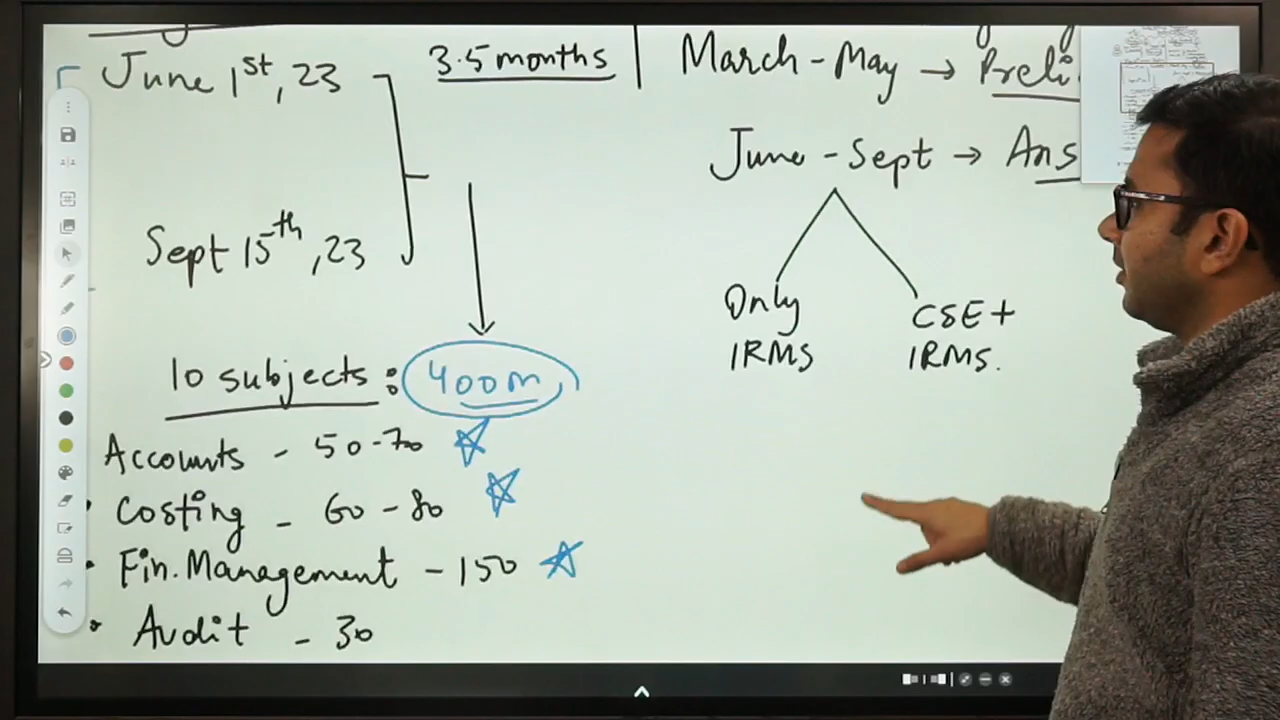 June 1st, 23
Sept 15th, 23
3.5 months
10 subjects : 400m
Accounts - 50-70
Costing - 60-80
Fin. Management - 150
Audit - 30
March - May → Preli
June - Sept → Ans
Only
IRMS
CSE +
IRMS.